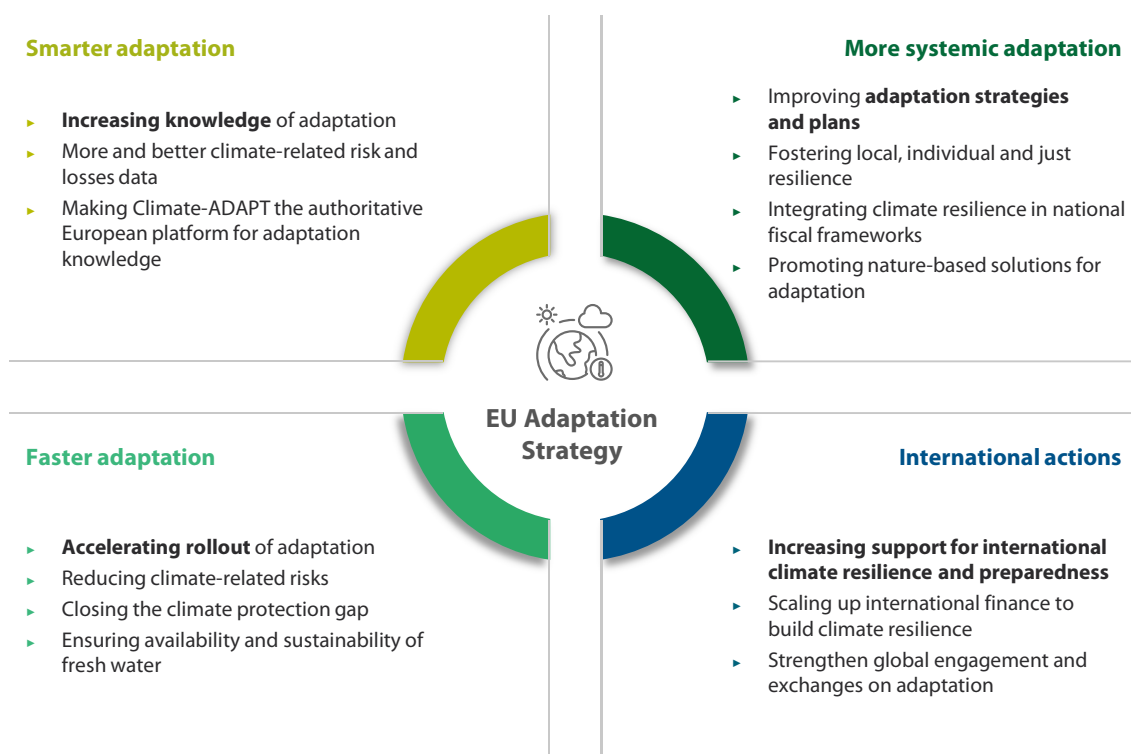 Smarter adaptation
Increasing knowledge of adaptation
More and better climate-related risk and
losses data
Making Climate-ADAPT the authoritative
European platform for adaptation
knowledge
More systemic adaptation
Improving adaptation strategies
and plans
Fostering local, individual and just
resilience
Integrating climate resilience in national
fiscal frameworks
Promoting nature-based solutions for
adaptation
EU Adaptation
Strategy
Faster adaptation
Accelerating rollout of adaptation
Reducing climate-related risks
Closing the climate protection gap
Ensuring availability and sustainability of
fresh water
International actions
Increasing support for international
climate resilience and preparedness
Scaling up international finance to
build climate resilience
Strengthen global engagement and
exchanges on adaptation